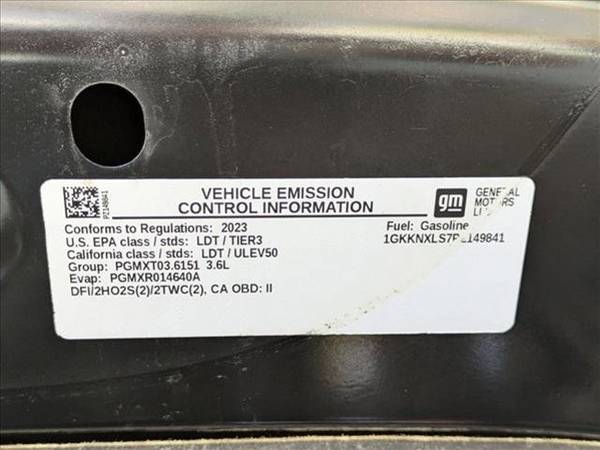 PZ149841
VEHICLE EMISSION
CONTROL INFORMATION
gm
GENERAL
MOTORS
Conforms to Regulations: 2023
U.S. EPA class / stds: LDT / TIER3
California class / stds: LDT / ULEV50
Group: PGMXT03.6151 3.6L
Evap: PGMXR014640A
DFI/2HO2S(2)/2TWC(2), CA OBD: II
Fuel: Gasoline